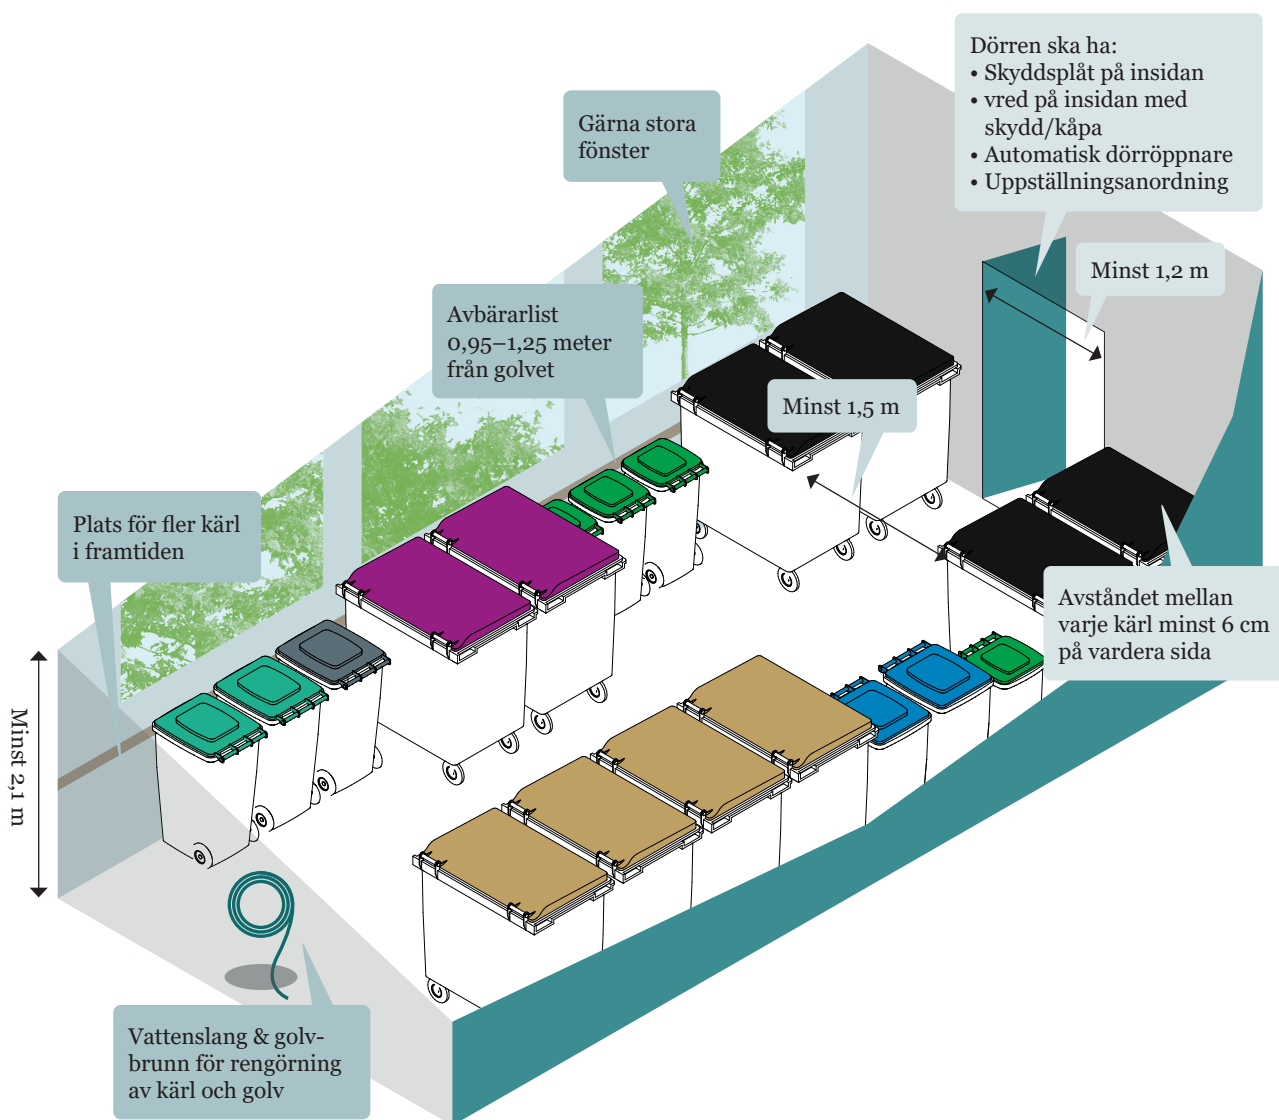 Dörren ska ha:
• Skyddsplåt på insidan
• vred på insidan med
skydd/kåpa
• Automatisk dörröppnare
• Uppställningsanordning
Gärna stora
fönster
Minst 1,2 m
Avbärarlist
0,95–1,25 meter
från golvet
Minst 1,5 m
Plats för fler kärl
i framtiden
Avståndet mellan
varje kärl minst 6 cm
på vardera sida
Minst 2,1 m
Vattenslang & golv-
brunn för rengörning
av kärl och golv